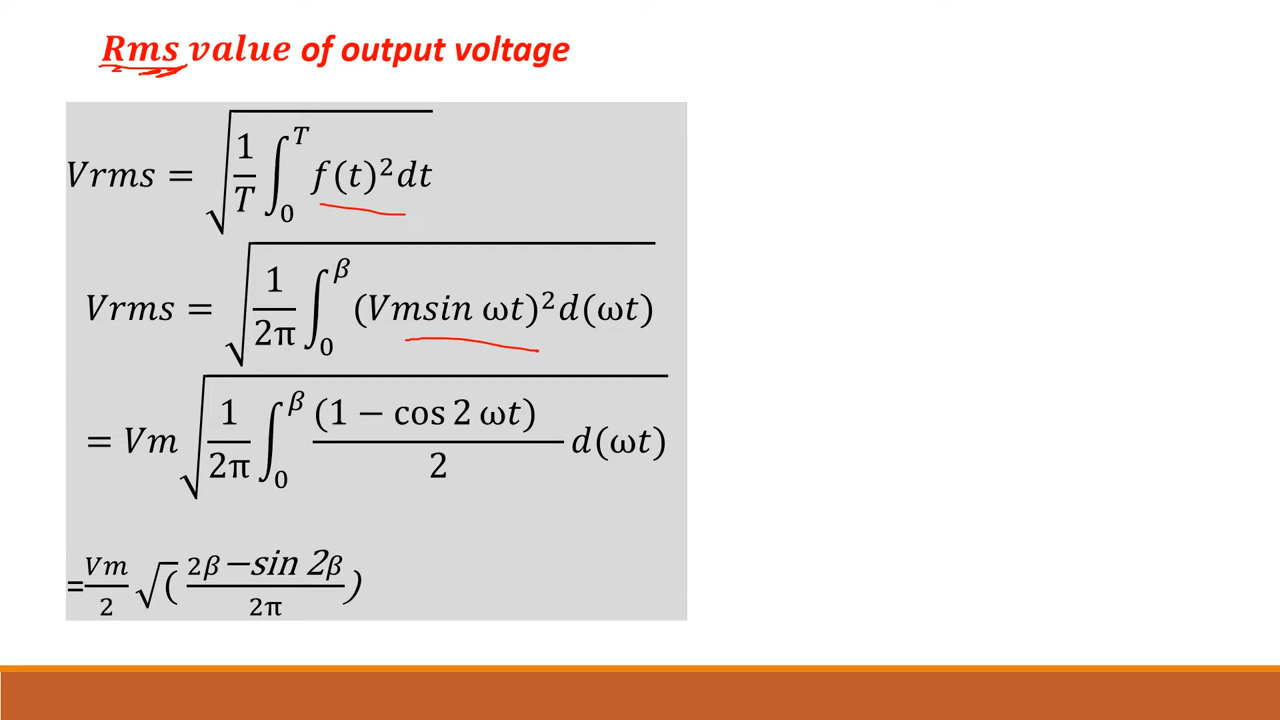 Rms value of output voltage
Vrms = √(1/T ∫₀ᵀ f(t)² dt)
Vrms = √(1/2π ∫₀^β (Vmsin ωt)² d(ωt))
= Vm √(1/2π ∫₀^β (1 − cos 2 ωt)/2 d(ωt))
= Vm/2 √( (2β −sin 2β)/2π )